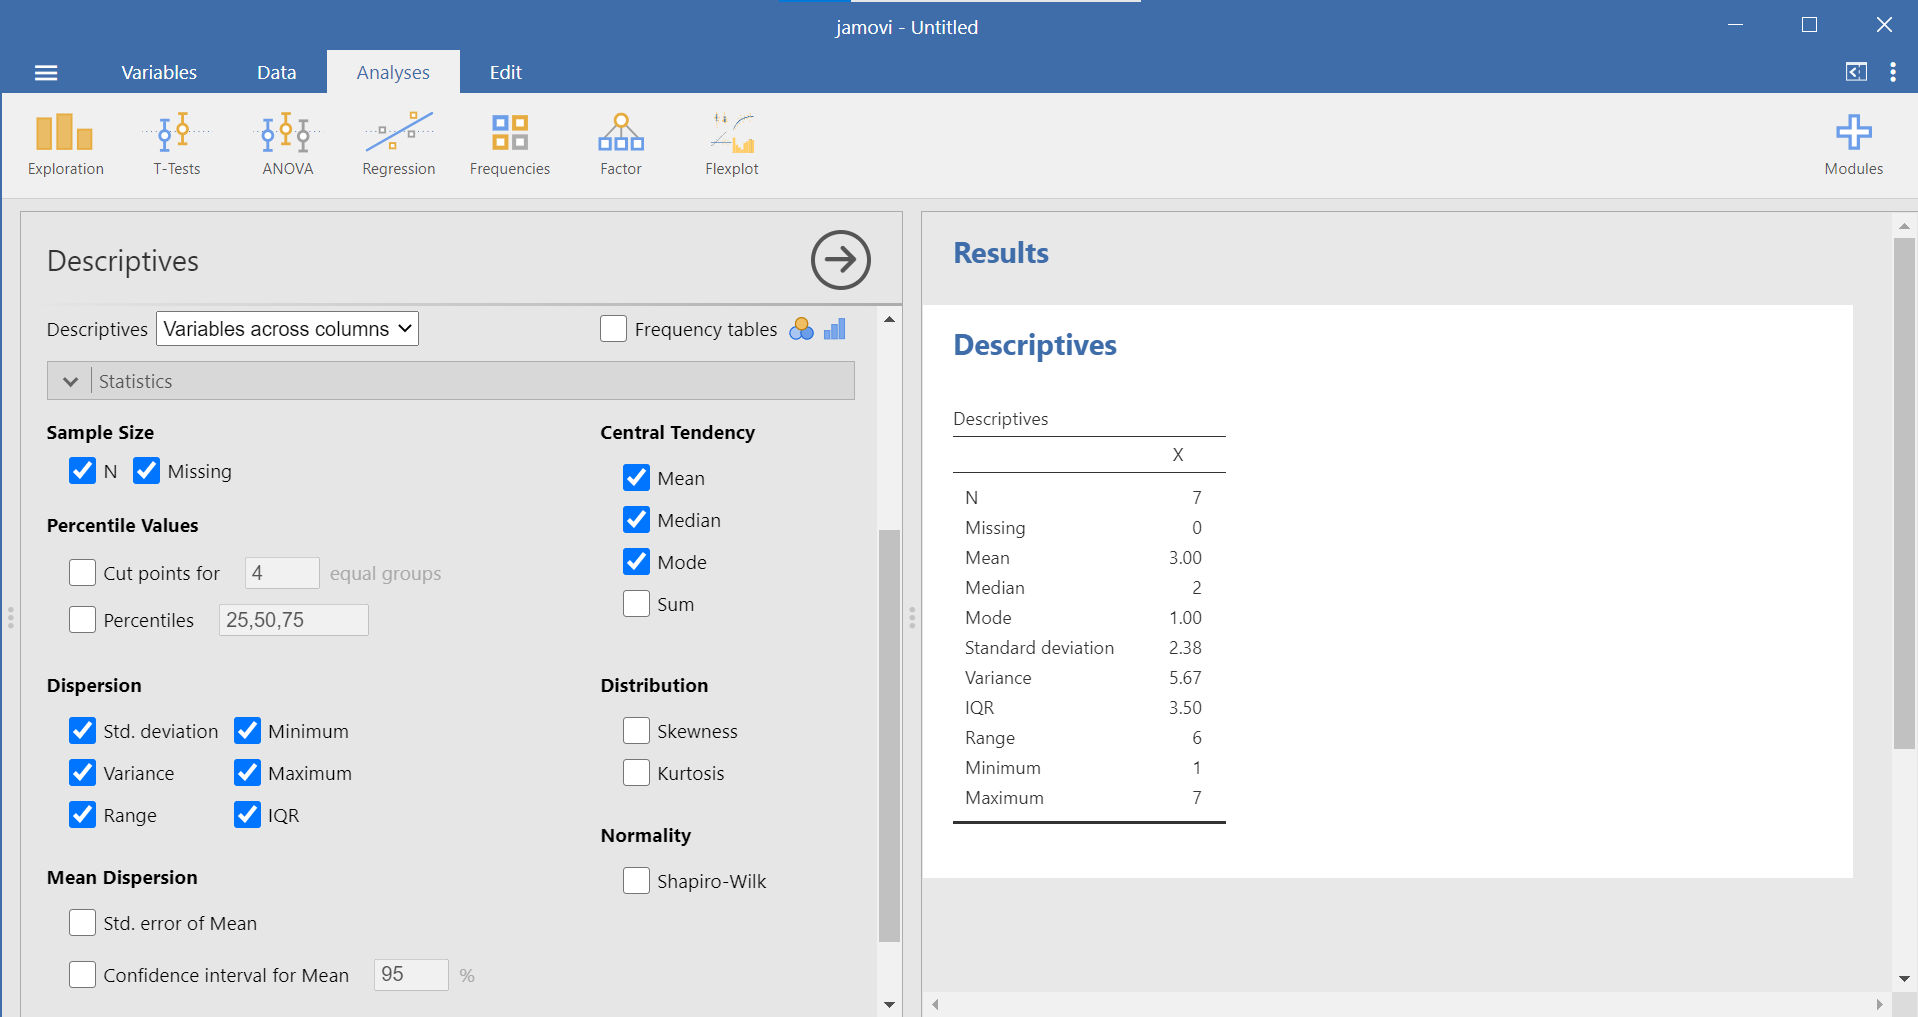 jamovi - Untitled
Variables Data Analyses Edit
Exploration T-Tests ANOVA Regression Frequencies Factor Flexplot Modules
Descriptives
Descriptives Variables across columns Frequency tables
Statistics
Sample Size
N Missing
Percentile Values
Cut points for 4 equal groups
Percentiles 25,50,75
Central Tendency
Mean
Median
Mode
Sum
Dispersion
Std. deviation Minimum
Variance Maximum
Range IQR
Distribution
Skewness
Kurtosis
Mean Dispersion
Std. error of Mean
Confidence interval for Mean 95 %
Normality
Shapiro-Wilk
Results
Descriptives
Descriptives
X
N 7
Missing 0
Mean 3.00
Median 2
Mode 1.00
Standard deviation 2.38
Variance 5.67
IQR 3.50
Range 6
Minimum 1
Maximum 7